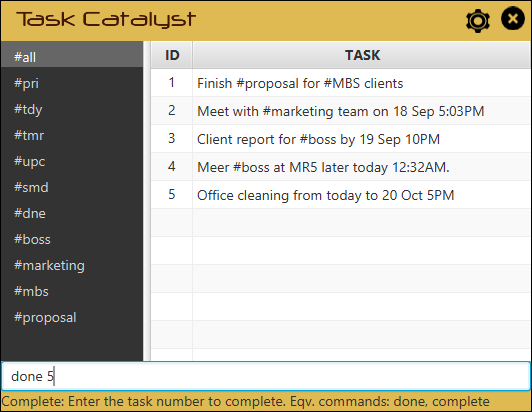 Task Catalyst
#all
#pri
#tdy
#tmr
#upc
#smd
#dne
#boss
#marketing
#mbs
#proposal
ID TASK
1 Finish #proposal for #MBS clients
2 Meet with #marketing team on 18 Sep 5:03PM
3 Client report for #boss by 19 Sep 10PM
4 Meer #boss at MR5 later today 12:32AM.
5 Office cleaning from today to 20 Oct 5PM
done 5
Complete: Enter the task number to complete. Eqv. commands: done, complete